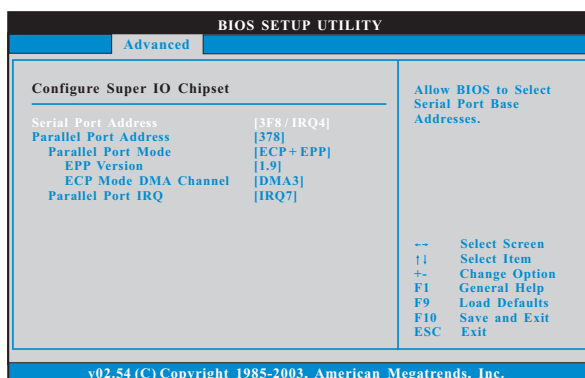 BIOS SETUP UTILITY
Advanced
Configure Super IO Chipset
Serial Port Address [3F8 / IRQ4]
Parallel Port Address [378]
Parallel Port Mode [ECP + EPP]
EPP Version [1.9]
ECP Mode DMA Channel [DMA3]
Parallel Port IRQ [IRQ7]
Allow BIOS to Select
Serial Port Base
Addresses.
←→ Select Screen
↑↓ Select Item
+- Change Option
F1 General Help
F9 Load Defaults
F10 Save and Exit
ESC Exit
v02.54 (C) Copyright 1985-2003, American Megatrends, Inc.